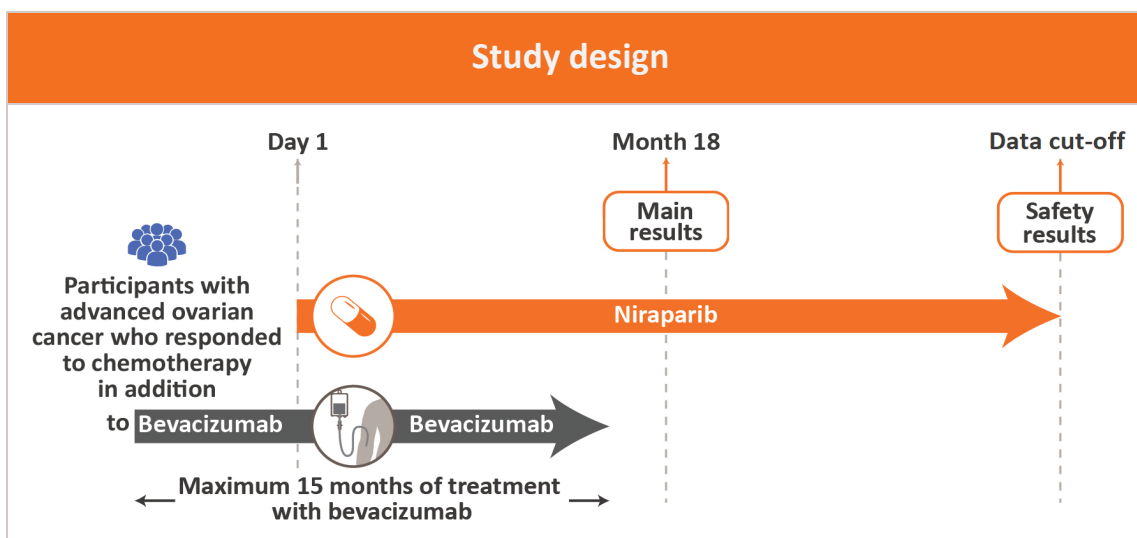 Study design
Day 1
Month 18
Data cut-off
Main
results
Safety
results
Participants with
advanced ovarian
cancer who responded
to chemotherapy
in addition
to
Niraparib
Bevacizumab
Bevacizumab
Maximum 15 months of treatment
with bevacizumab